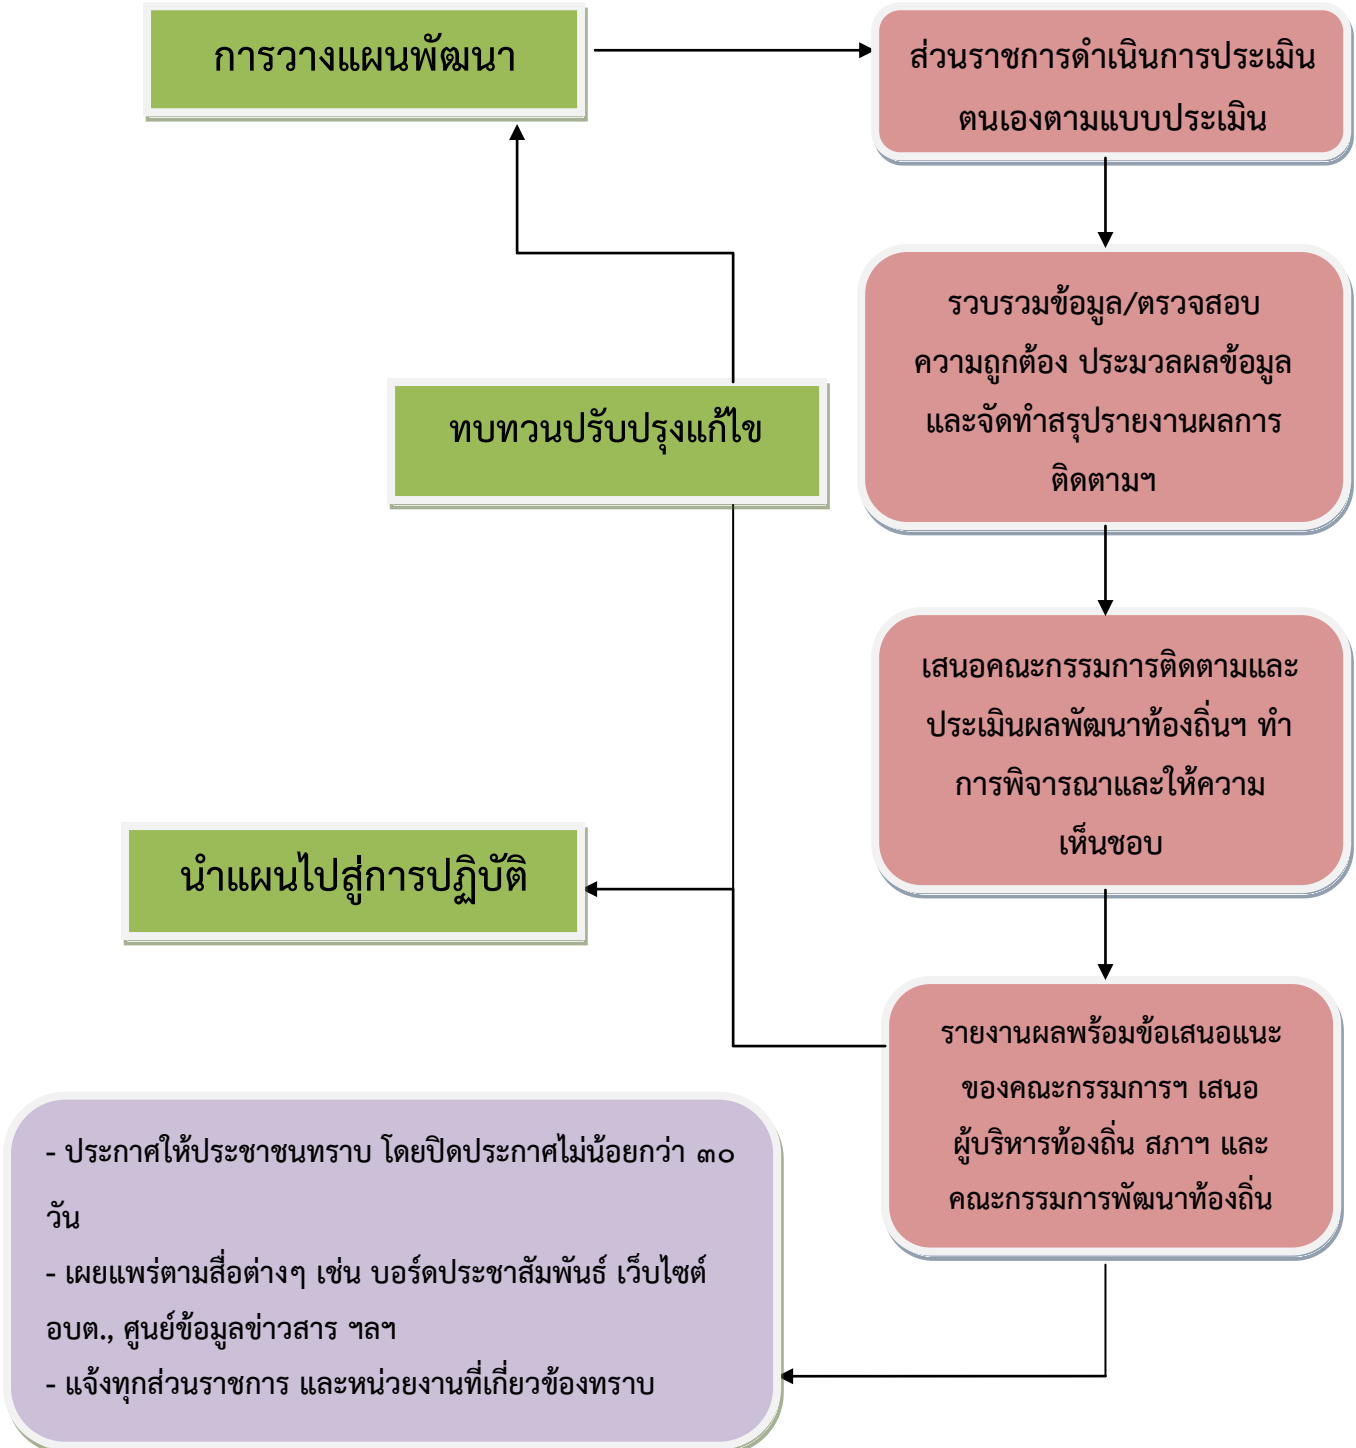 การวางแผนพัฒนา
ส่วนราชการดำเนินการประเมิน
ตนเองตามแบบประเมิน
รวบรวมข้อมูล/ตรวจสอบ
ความถูกต้อง ประมวลผลข้อมูล
และจัดทำสรุปรายงานผลการ
ติดตามฯ
ทบทวนปรับปรุงแก้ไข
เสนอคณะกรรมการติดตามและ
ประเมินผลพัฒนาท้องถิ่นฯ ทำ
การพิจารณาและให้ความ
เห็นชอบ
นำแผนไปสู่การปฏิบัติ
รายงานผลพร้อมข้อเสนอแนะ
ของคณะกรรมการฯ เสนอ
ผู้บริหารท้องถิ่น สภาฯ และ
คณะกรรมการพัฒนาท้องถิ่น
- ประกาศให้ประชาชนทราบ โดยปิดประกาศไม่น้อยกว่า ๓๐
วัน
- เผยแพร่ตามสื่อต่างๆ เช่น บอร์ดประชาสัมพันธ์ เว็บไซต์
อบต., ศูนย์ข้อมูลข่าวสาร ฯลฯ
- แจ้งทุกส่วนราชการ และหน่วยงานที่เกี่ยวข้องทราบ